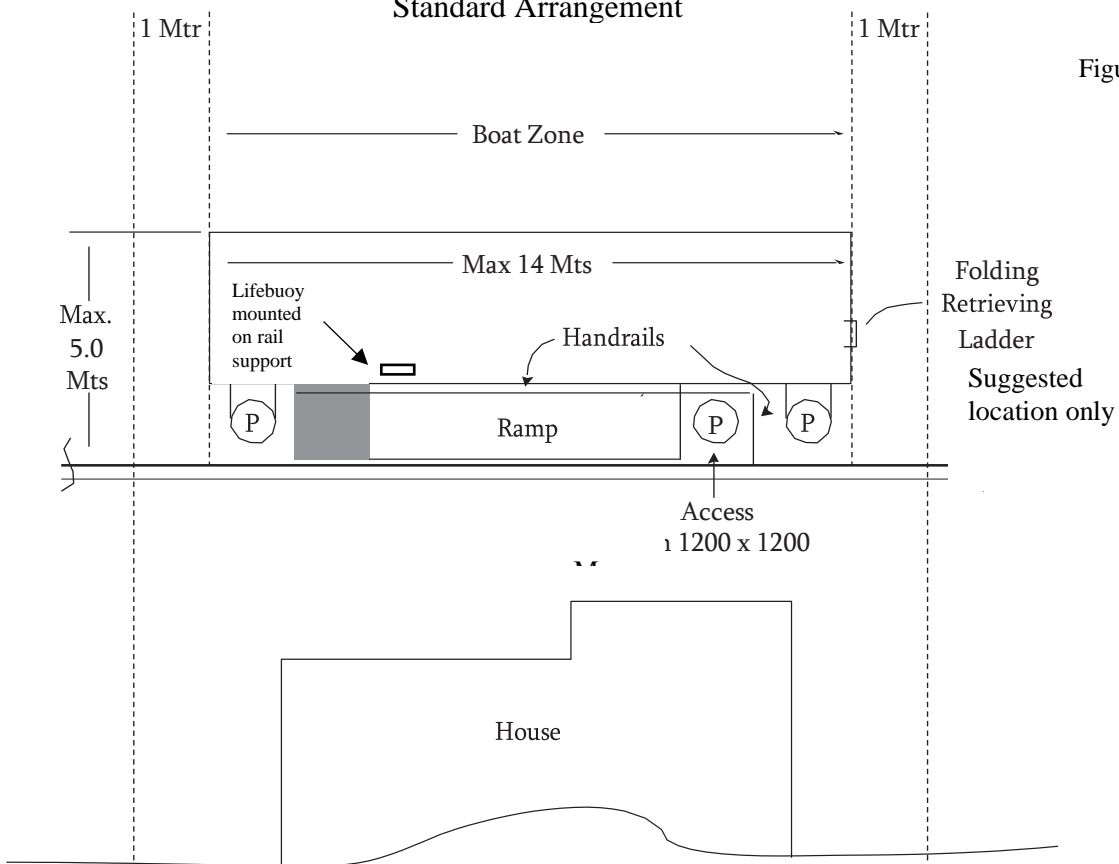 Standard Arrangement
1 Mtr
1 Mtr
Boat Zone
Max 14 Mts
Lifebuoy
mounted
on rail
support
Max.
5.0
Mts
Handrails
Folding
Retrieving
Ladder
Suggested
location only
P
Ramp
P
P
Access
1200 x 1200
House